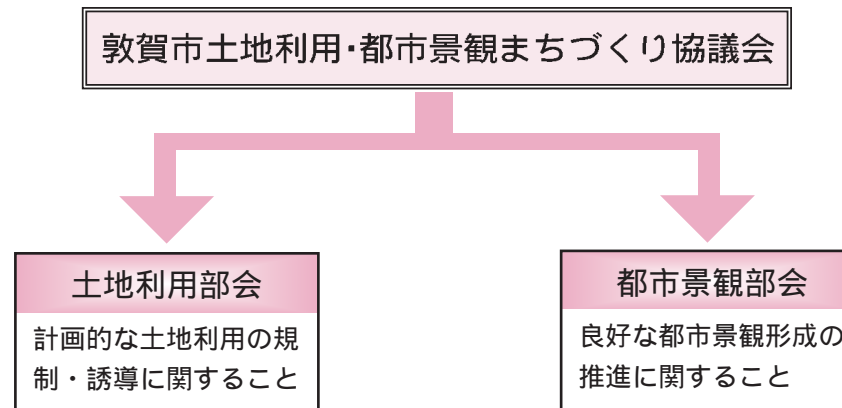 敦賀市土地利用・都市景観まちづくり協議会
土地利用部会
計画的な土地利用の規
制・誘導に関すること
都市景観部会
良好な都市景観形成の
推進に関すること